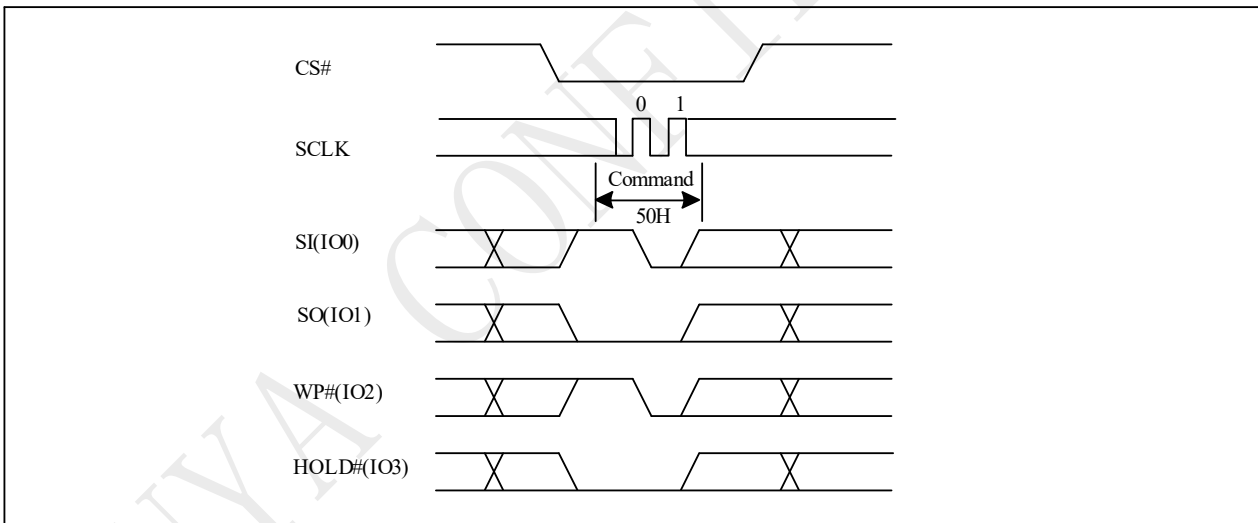 CS#
0 1
SCLK
Command
50H
SI(IO0)
SO(IO1)
WP#(IO2)
HOLD#(IO3)